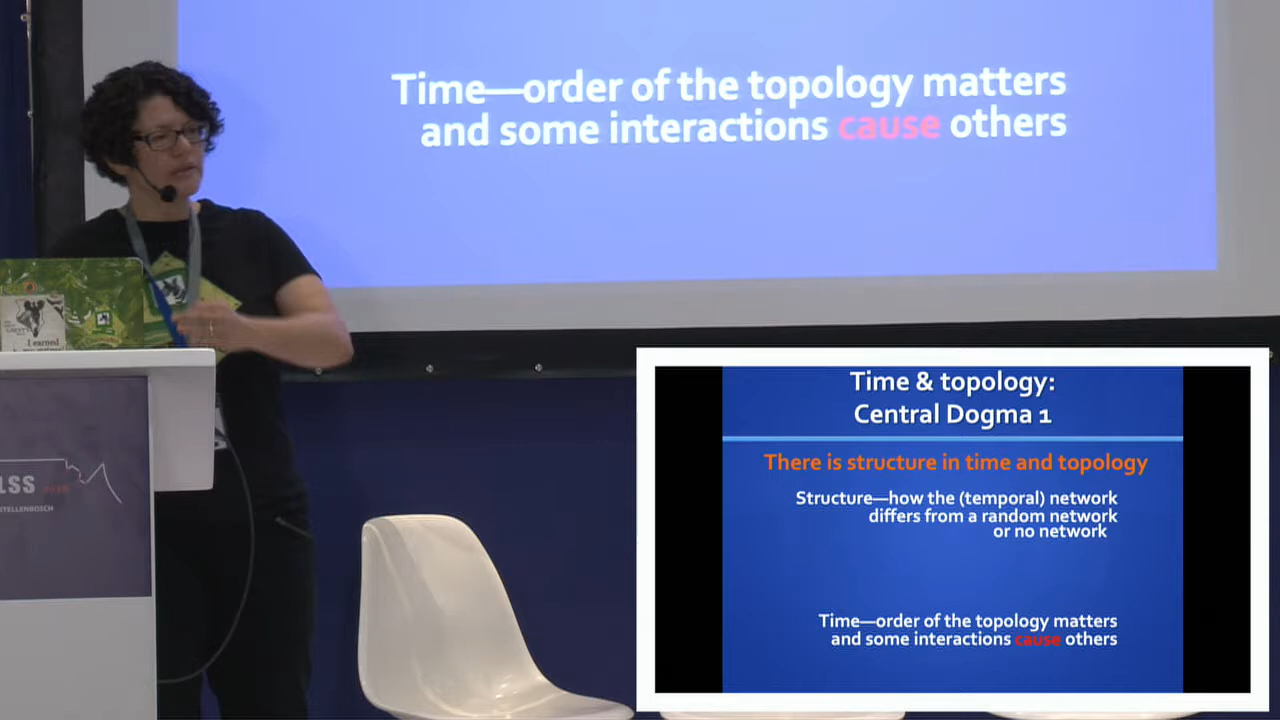 Time—order of the topology matters
and some interactions cause others
I earned
LSS
STELLENBOSCH
Time & topology:
Central Dogma 1
There is structure in time and topology
Structure—how the (temporal) network
differs from a random network
or no network
Time—order of the topology matters
and some interactions cause others